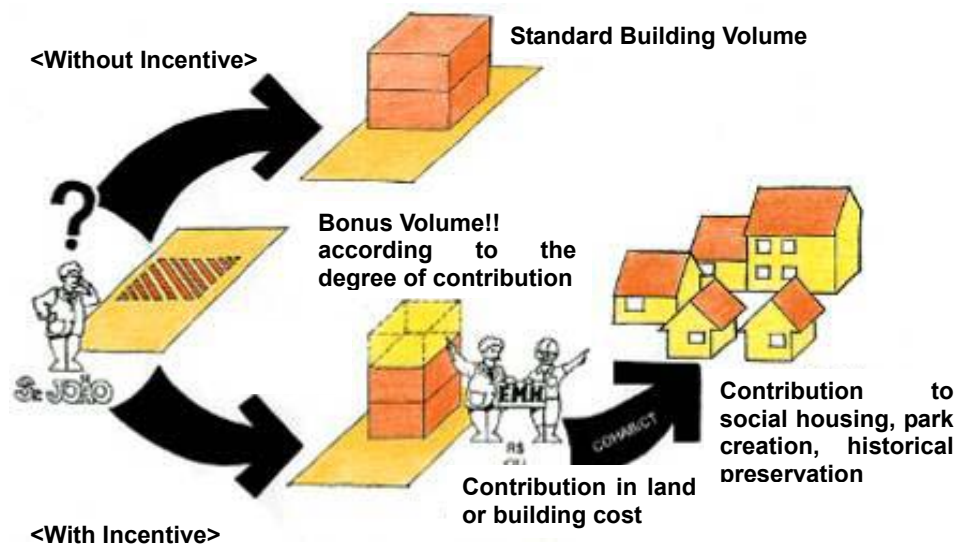 <Without Incentive>
Standard Building Volume
?
Bonus Volume!!
according to the
degree of contribution
Sr. JOÃO
EMH
R$
OU
COHAB/CT
Contribution to
social housing, park
creation, historical
preservation
Contribution in land
or building cost
<With Incentive>